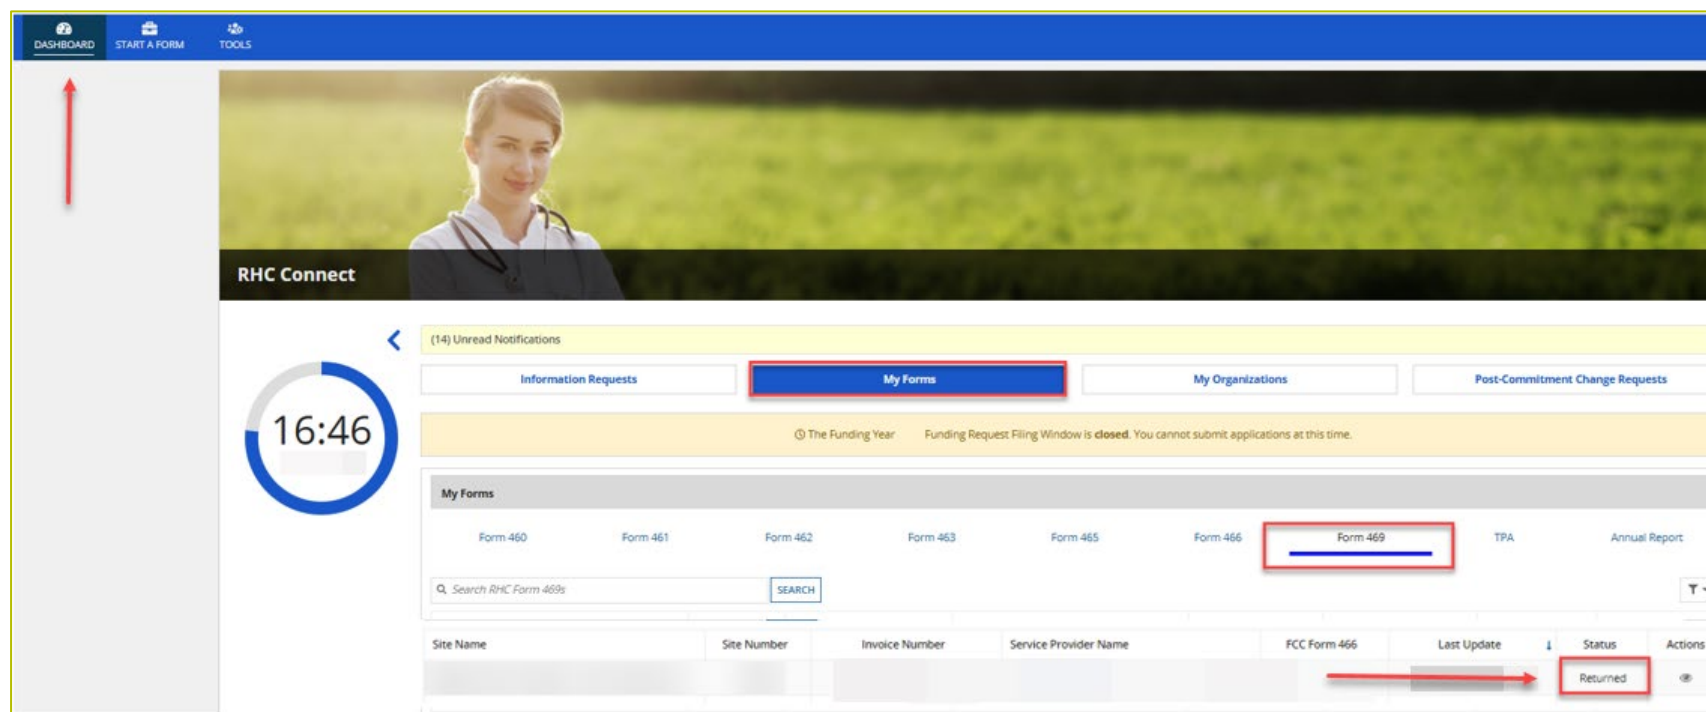 DASHBOARD START A FORM TOOLS
RHC Connect
(14) Unread Notifications
Information Requests My Forms My Organizations Post-Commitment Change Requests
16:46
The Funding Year Funding Request Filing Window is closed. You cannot submit applications at this time.
My Forms
Form 460 Form 461 Form 462 Form 463 Form 465 Form 466 Form 469 TPA Annual Report
Search RHC Form 469s SEARCH
Site Name Site Number Invoice Number Service Provider Name FCC Form 466 Last Update Status Actions
Returned